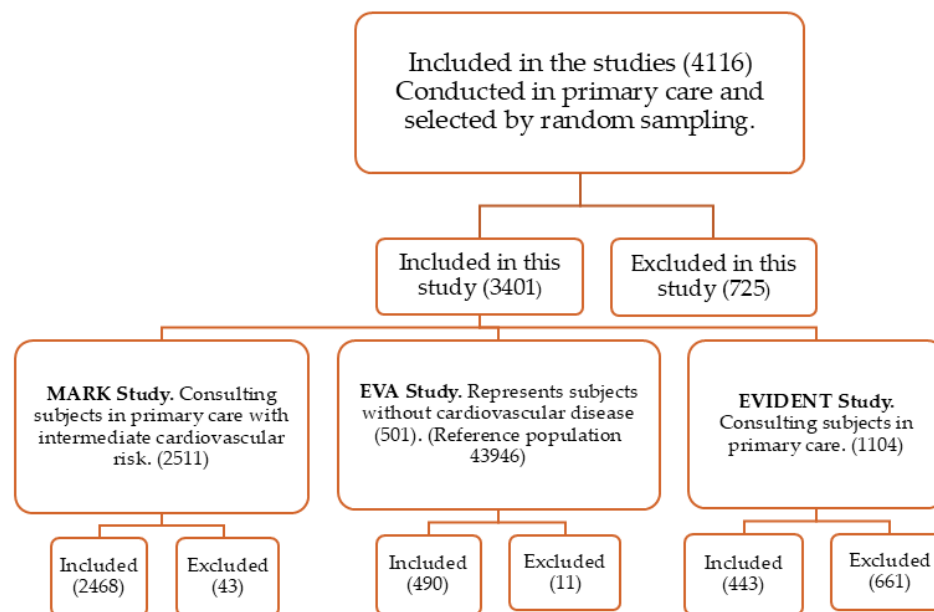 Included in the studies (4116)
Conducted in primary care and
selected by random sampling.
Included in this
study (3401)
Excluded in this
study (725)
MARK Study. Consulting
subjects in primary care with
intermediate cardiovascular
risk. (2511)
EVA Study. Represents subjects
without cardiovascular disease
(501). (Reference population
43946)
EVIDENT Study.
Consulting subjects in
primary care. (1104)
Included
(2468)
Excluded
(43)
Included
(490)
Excluded
(11)
Included
(443)
Excluded
(661)